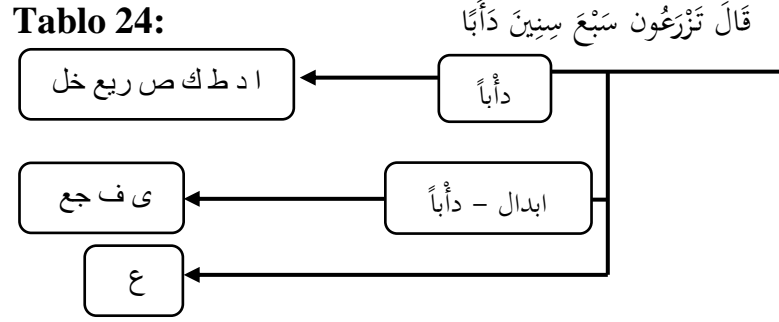 Tablo 24:
قَالَ تَزْرَعُون سَبْعَ سِنِينَ دَأَبًا
دأْباً
ا د ط ك ص ريع خل
ابدال – دأْباً
ى ف جع
ع